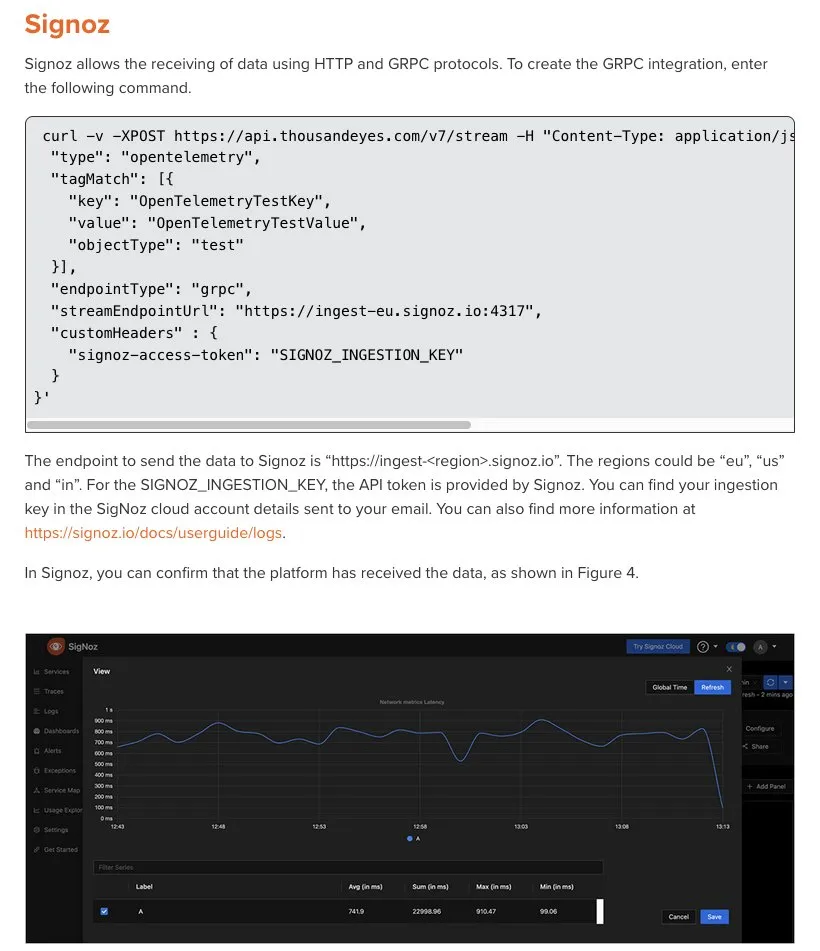 Signoz
Signoz allows the receiving of data using HTTP and GRPC protocols. To create the GRPC integration, enter
the following command.
curl -v -XPOST https://api.thousandeyes.com/v7/stream -H "Content-Type: application/js
"type": "opentelemetry",
"tagMatch": [{
"key": "OpenTelemetryTestKey",
"value": "OpenTelemetryTestValue",
"objectType": "test"
}],
"endpointType": "grpc",
"streamEndpointUrl": "https://ingest-eu.signoz.io:4317",
"customHeaders" : {
"signoz-access-token": "SIGNOZ_INGESTION_KEY"
}
}'
The endpoint to send the data to Signoz is “https://ingest-<region>.signoz.io”. The regions could be “eu”, “us”
and “in”. For the SIGNOZ_INGESTION_KEY, the API token is provided by Signoz. You can find your ingestion
key in the SigNoz cloud account details sent to your email. You can also find more information at
https://signoz.io/docs/userguide/logs.
In Signoz, you can confirm that the platform has received the data, as shown in Figure 4.
SigNoz
Try Signoz Cloud
A
Services
View
Traces
Global Time
Refresh
resh - 2 mins ago
Logs
Network metrics Latency
Dashboards
Configure
Alerts
Share
Exceptions
Service Map
Add Panel
Usage Explor
Settings
Get Started
1 s
900 ms
800 ms
700 ms
600 ms
500 ms
400 ms
300 ms
200 ms
100 ms
0 ms
12:43 12:48 12:53 12:58 13:03 13:08 13:13
A
Filter Series
Label Avg (in ms) Sum (in ms) Max (in ms) Min (in ms)
A 741.9 22998.96 910.47 99.06
Cancel Save